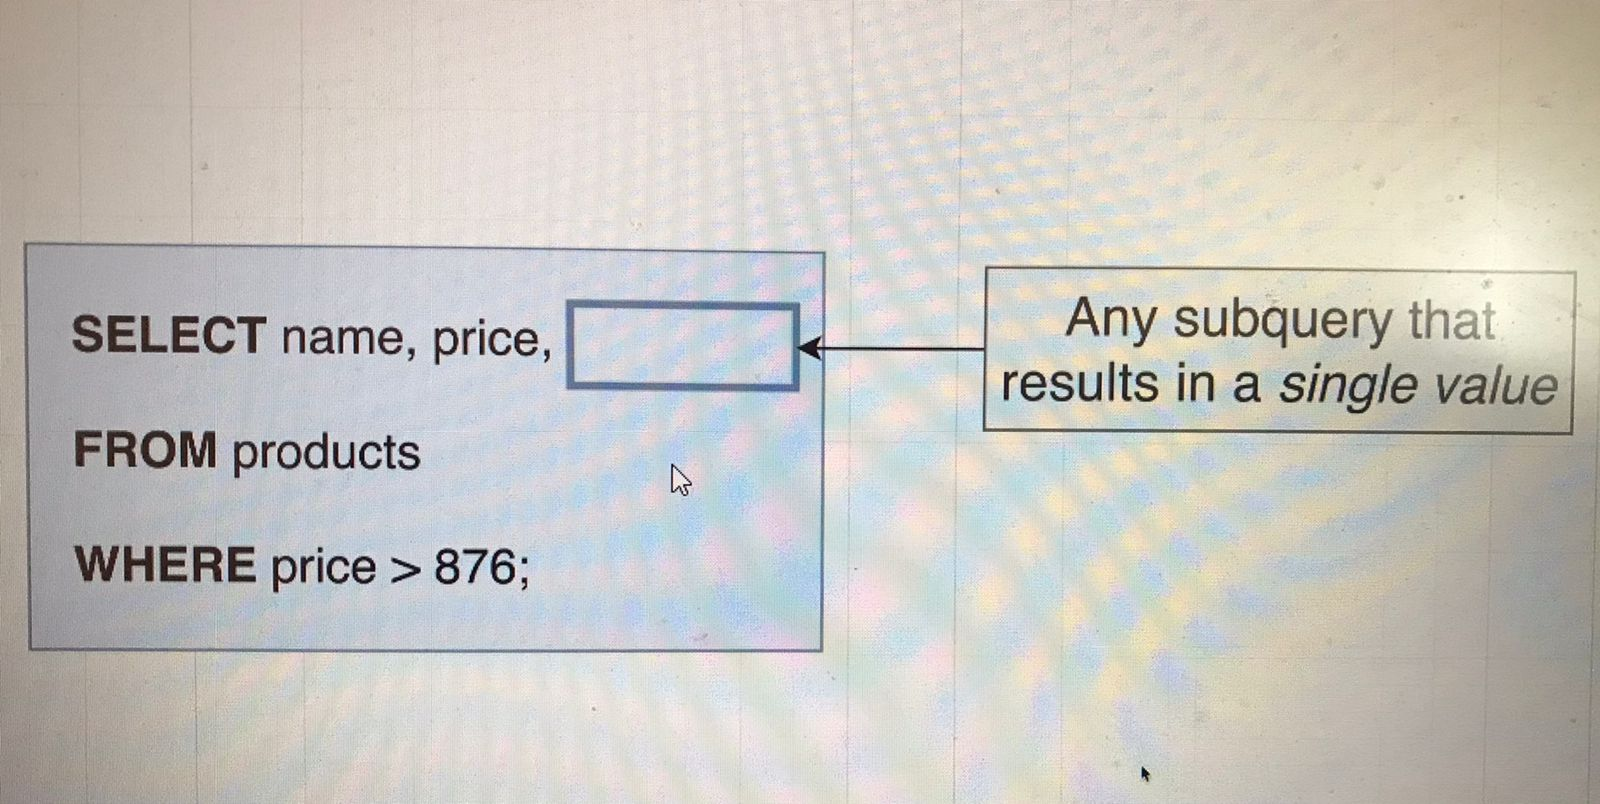 SELECT name, price,
FROM products
WHERE price > 876;
Any subquery that
results in a single value